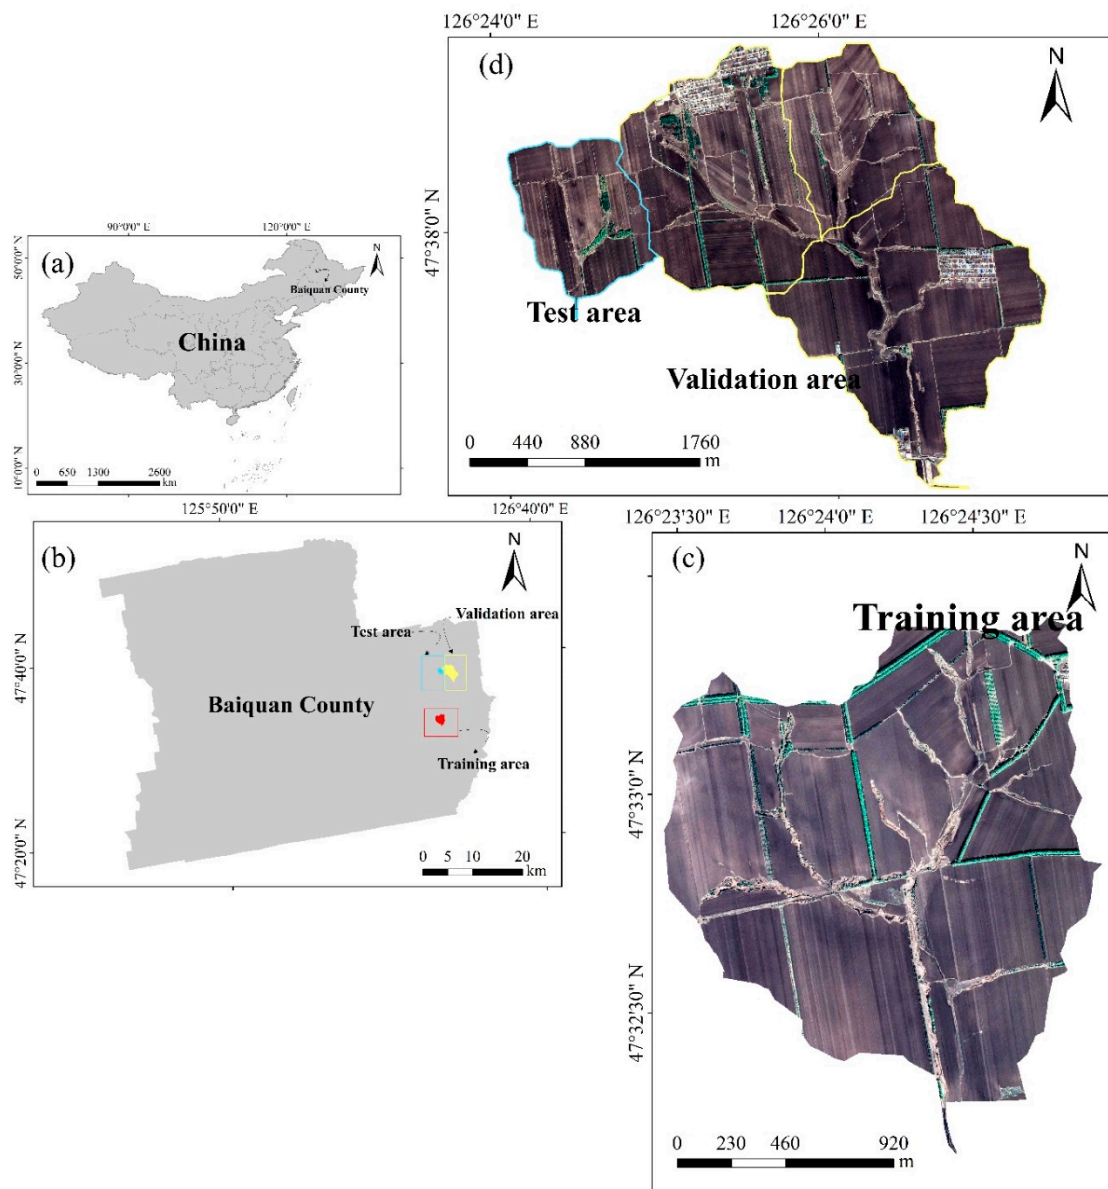 126°24'0" E
126°26'0" E
(d)
N
47°38'0" N
Test area
Validation area
0 440 880 1760
m
90°0'0" E
120°0'0" E
(a)
N
50°0'0" N
30°0'0" N
10°0'0" N
Baiquan County
China
0 650 1300 2600
km
125°50'0" E
126°40'0" E
(b)
N
Validation area
Test area
47°40'0" N
Baiquan County
Training area
47°20'0" N
0 5 10 20
km
126°23'30" E
126°24'0" E
126°24'30" E
(c)
N
Training area
47°33'0" N
47°32'30" N
0 230 460 920
m